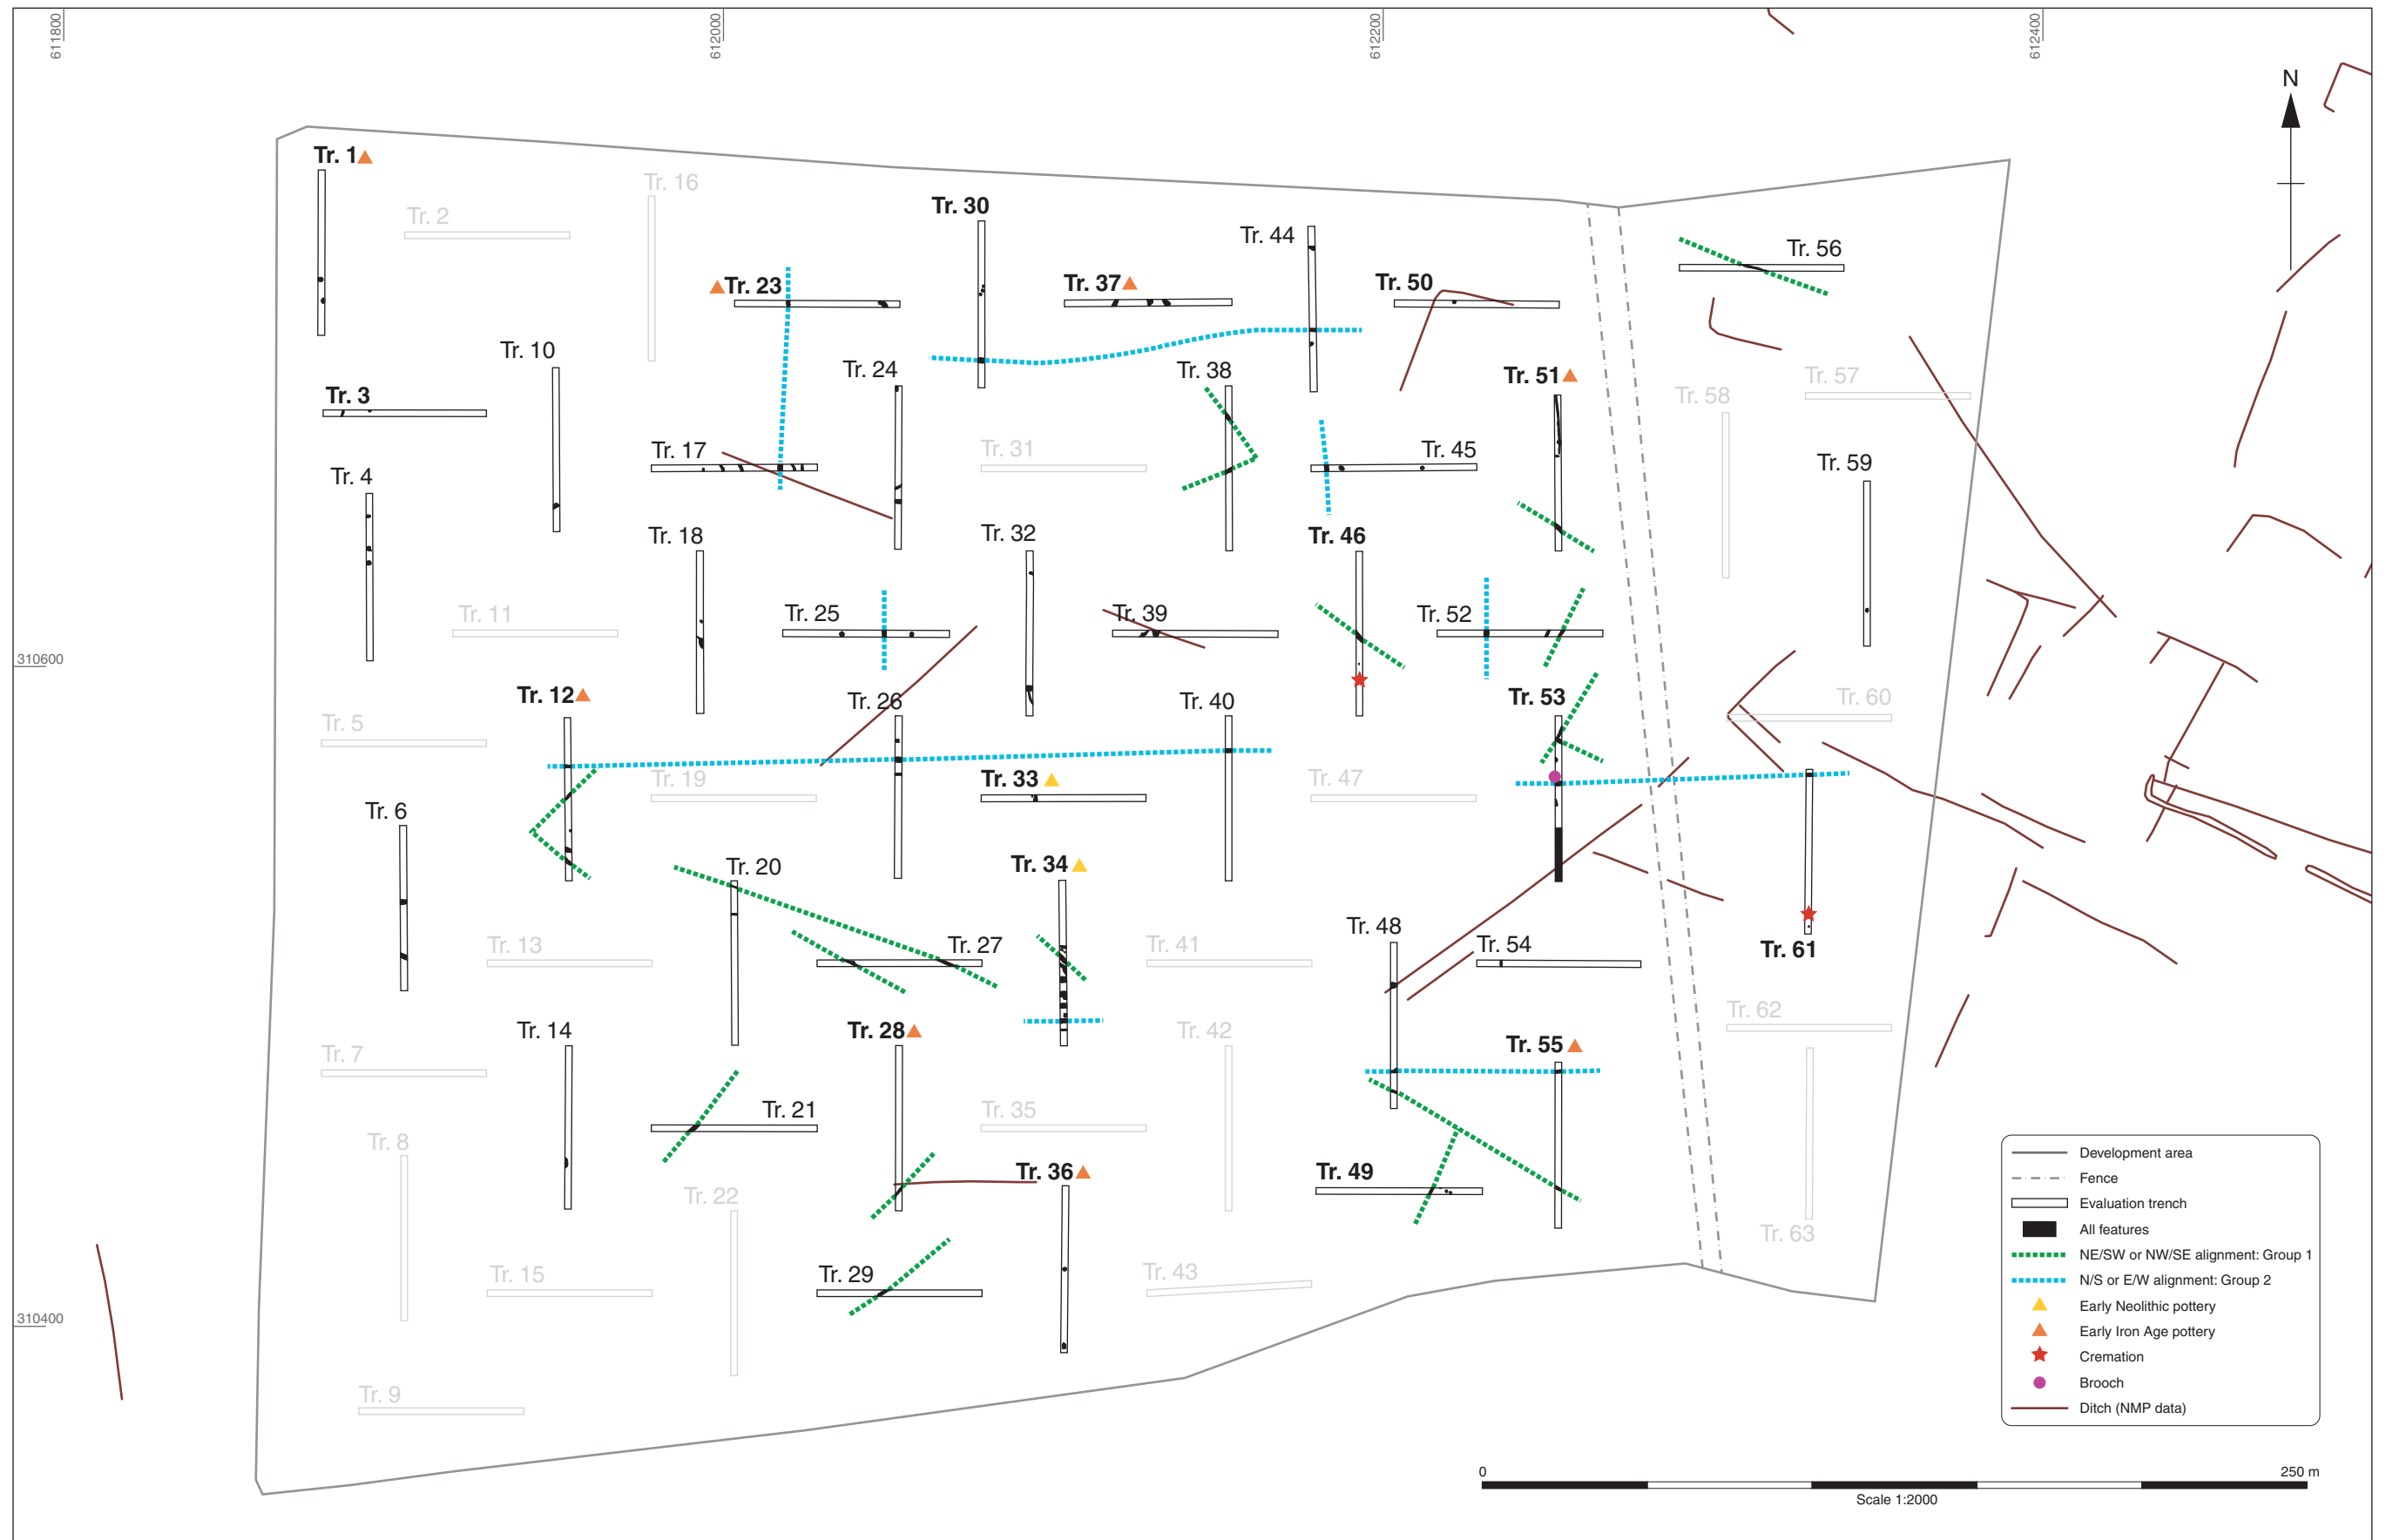 611800
612000
612200
612400
N
Tr. 1
Tr. 16
Tr. 2
Tr. 30
Tr. 44
Tr. 56
Tr. 23
Tr. 37
Tr. 50
Tr. 10
Tr. 24
Tr. 38
Tr. 51
Tr. 57
Tr. 58
Tr. 3
Tr. 17
Tr. 31
Tr. 45
Tr. 59
Tr. 4
Tr. 18
Tr. 32
Tr. 46
Tr. 11
Tr. 25
Tr. 39
Tr. 52
310600
Tr. 12
Tr. 26
Tr. 40
Tr. 53
Tr. 60
Tr. 5
Tr. 19
Tr. 33
Tr. 47
Tr. 6
Tr. 20
Tr. 34
Tr. 48
Tr. 13
Tr. 27
Tr. 41
Tr. 54
Tr. 61
Tr. 62
Tr. 14
Tr. 28
Tr. 42
Tr. 55
Tr. 7
Tr. 21
Tr. 35
Tr. 8
Tr. 36
Tr. 49
Tr. 22
Tr. 63
Tr. 15
Tr. 29
Tr. 43
310400
Tr. 9
Development area
Fence
Evaluation trench
All features
NE/SW or NW/SE alignment: Group 1
N/S or E/W alignment: Group 2
Early Neolithic pottery
Early Iron Age pottery
Cremation
Brooch
Ditch (NMP data)
0
250 m
Scale 1:2000